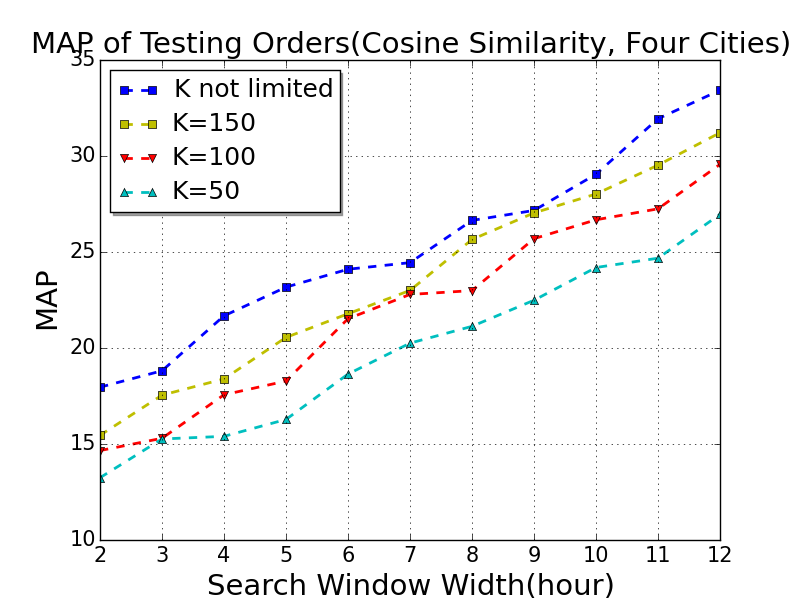 MAP of Testing Orders(Cosine Similarity, Four Cities)
35
30
25
20
15
10
MAP
K not limited
K=150
K=100
K=50
2 3 4 5 6 7 8 9 10 11 12
Search Window Width(hour)